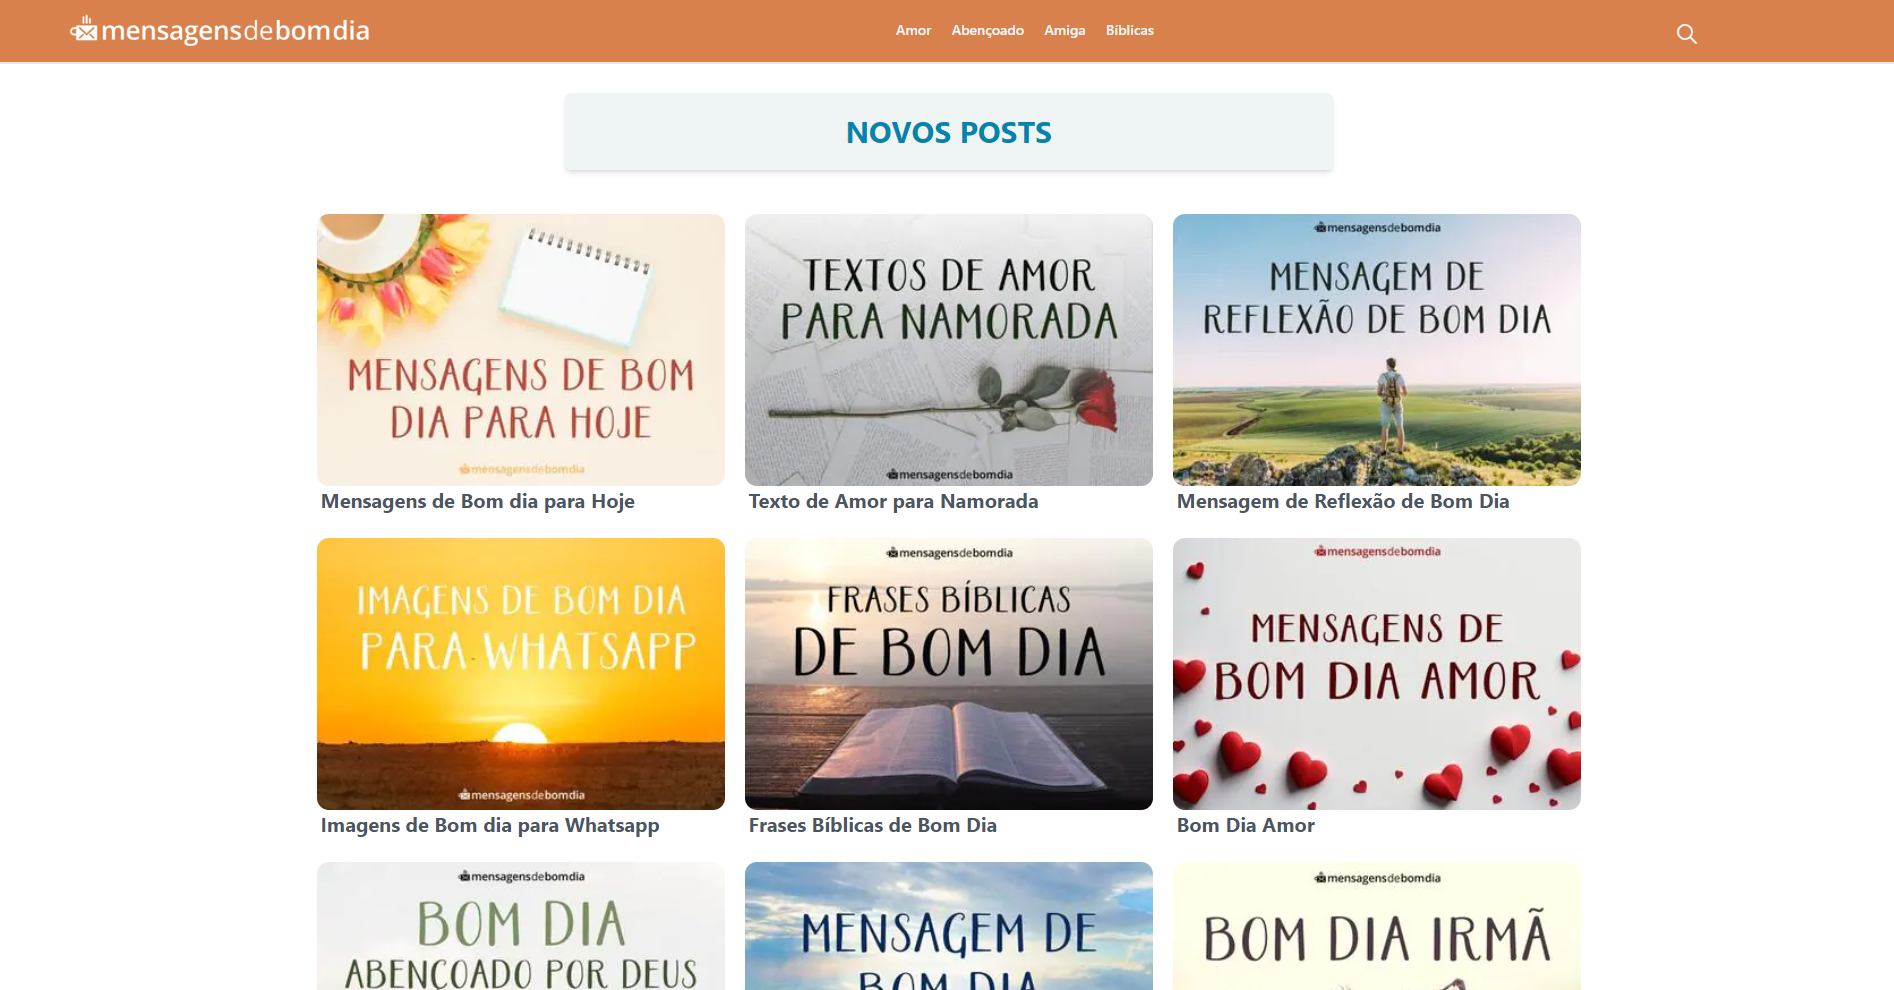 mensagensdebomdia
Amor Abençoado Amiga Bíblicas
NOVOS POSTS
MENSAGENS DE BOM
DIA PARA HOJE
mensagensdebomdia
Mensagens de Bom dia para Hoje
TEXTOS DE AMOR
PARA NAMORADA
mensagensdebomdia
Texto de Amor para Namorada
mensagensdebomdia
MENSAGEM DE
REFLEXÃO DE BOM DIA
Mensagem de Reflexão de Bom Dia
IMAGENS DE BOM DIA
PARA WHATSAPP
mensagensdebomdia
Imagens de Bom dia para Whatsapp
mensagensdebomdia
FRASES BÍBLICAS
DE BOM DIA
Frases Bíblicas de Bom Dia
mensagensdebomdia
MENSAGENS DE
BOM DIA AMOR
Bom Dia Amor
mensagensdebomdia
BOM DIA
ABENÇOADO POR DEUS
MENSAGEM DE
BOM DIA
mensagensdebomdia
BOM DIA IRMÃ